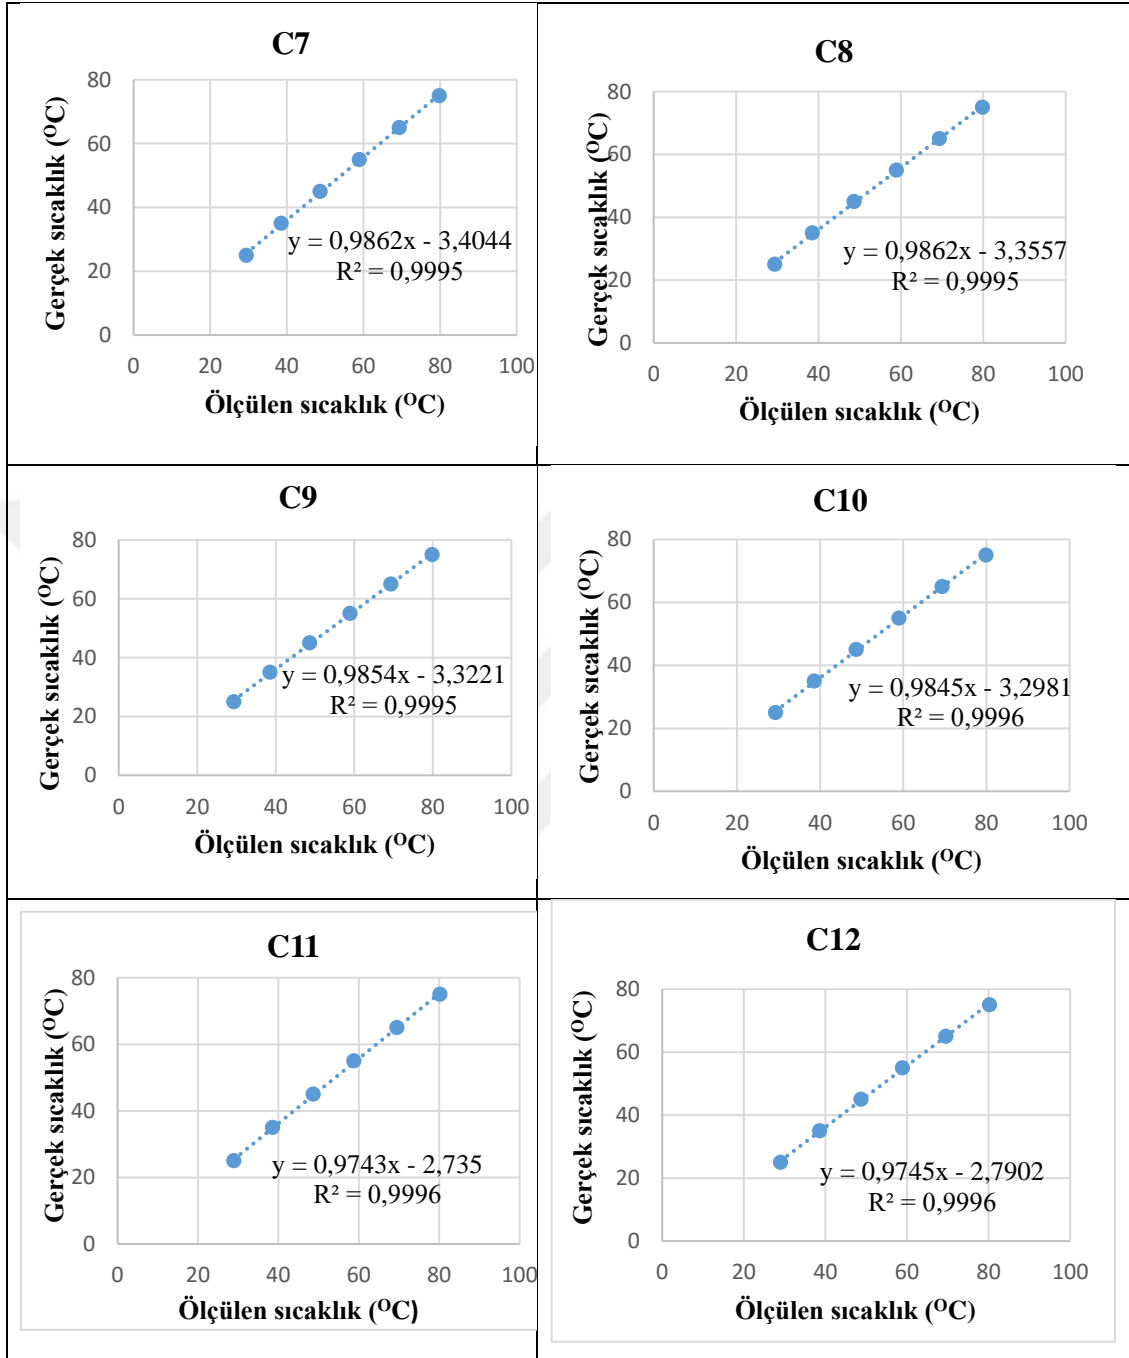 C7
80
60
40
20
0
0 20 40 60 80 100
Gerçek sıcaklık (ᴼC)
y = 0,9862x - 3,4044
R² = 0,9995
Ölçülen sıcaklık (ᴼC)
C8
80
60
40
20
0
0 20 40 60 80 100
Gerçek sıcaklık (ᴼC)
y = 0,9862x - 3,3557
R² = 0,9995
Ölçülen sıcaklık (ᴼC)
C9
80
60
40
20
0
0 20 40 60 80 100
Gerçek sıcaklık (ᴼC)
y = 0,9854x - 3,3221
R² = 0,9995
Ölçülen sıcaklık (ᴼC)
C10
80
60
40
20
0
0 20 40 60 80 100
Gerçek sıcaklık (ᴼC)
y = 0,9845x - 3,2981
R² = 0,9996
Ölçülen sıcaklık (ᴼC)
C11
80
60
40
20
0
0 20 40 60 80 100
Gerçek sıcaklık (ᴼC)
y = 0,9743x - 2,735
R² = 0,9996
Ölçülen sıcaklık (ᴼC)
C12
80
60
40
20
0
0 20 40 60 80 100
Gerçek sıcaklık (ᴼC)
y = 0,9745x - 2,7902
R² = 0,9996
Ölçülen sıcaklık (ᴼC)